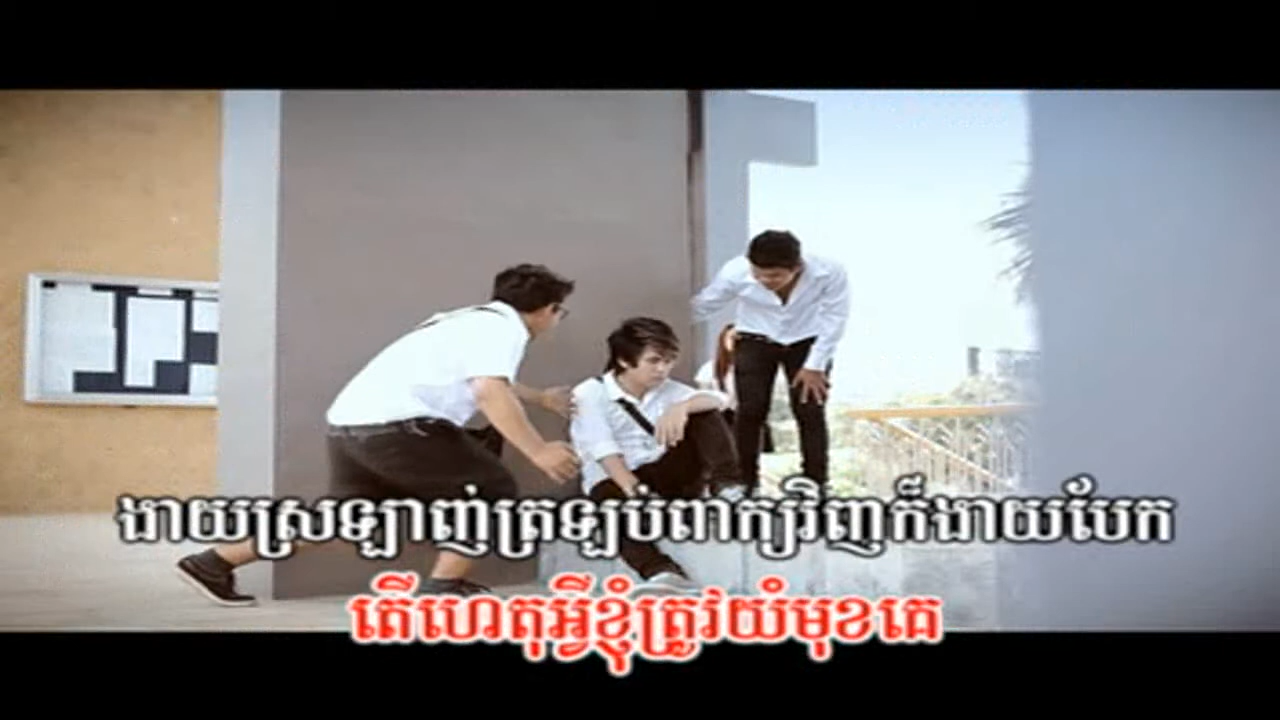 ងាយស្រឡាញ់ត្រឡប់ពាក្យវិញក៏ងាយបែក
តើហេតុអ្វីខ្ញុំត្រូវយំមុខគេ